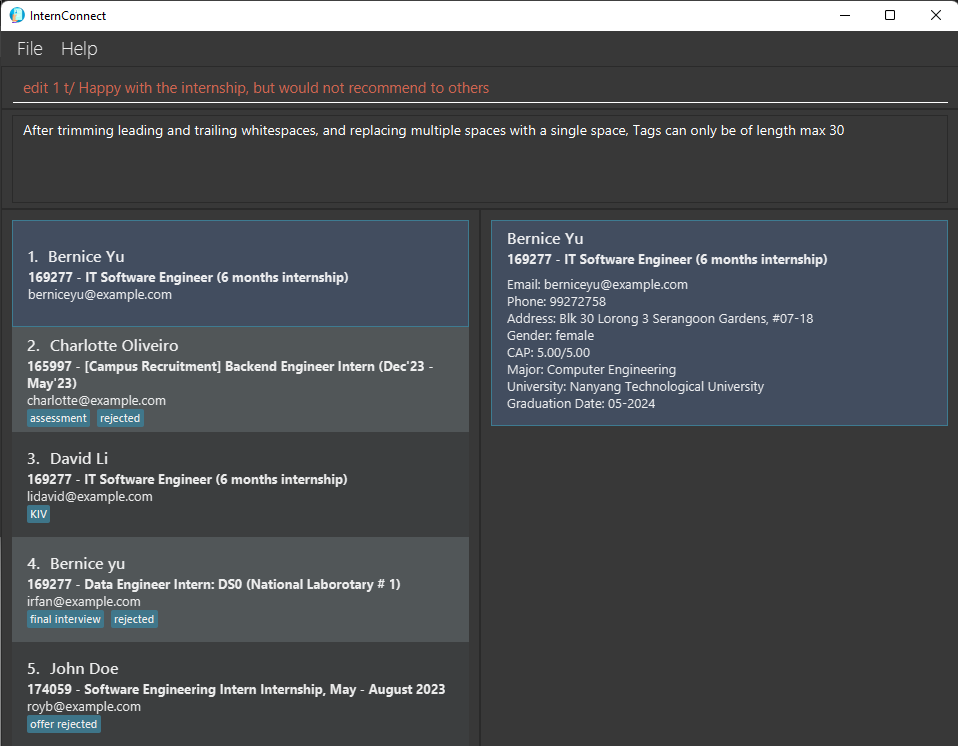 InternConnect
File Help
edit 1 t/ Happy with the internship, but would not recommend to others
After trimming leading and trailing whitespaces, and replacing multiple spaces with a single space, Tags can only be of length max 30
1. Bernice Yu
169277 - IT Software Engineer (6 months internship)
berniceyu@example.com
2. Charlotte Oliveiro
165997 - [Campus Recruitment] Backend Engineer Intern (Dec'23 -
May'23)
charlotte@example.com
assessment rejected
3. David Li
169277 - IT Software Engineer (6 months internship)
lidavid@example.com
KIV
4. Bernice yu
169277 - Data Engineer Intern: DS0 (National Laborotary # 1)
irfan@example.com
final interview rejected
5. John Doe
174059 - Software Engineering Intern Internship, May - August 2023
royb@example.com
offer rejected
Bernice Yu
169277 - IT Software Engineer (6 months internship)
Email: berniceyu@example.com
Phone: 99272758
Address: Blk 30 Lorong 3 Serangoon Gardens, #07-18
Gender: female
CAP: 5.00/5.00
Major: Computer Engineering
University: Nanyang Technological University
Graduation Date: 05-2024